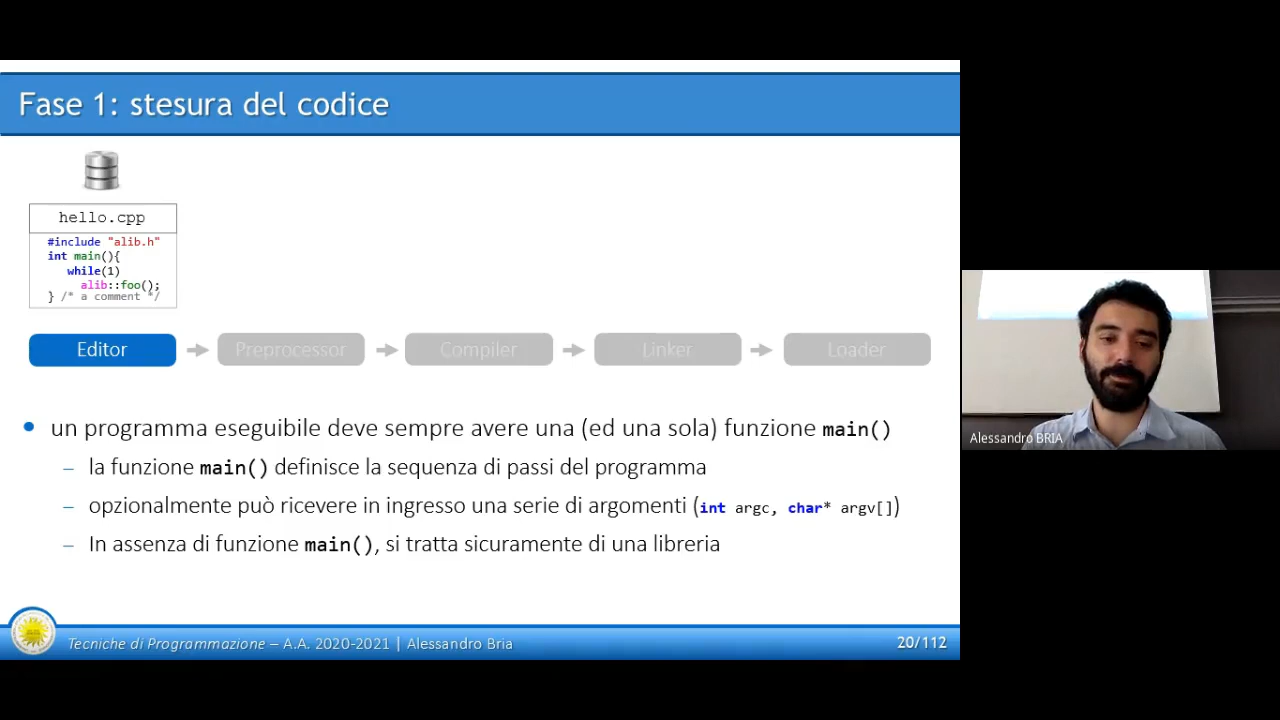 Fase 1: stesura del codice
hello.cpp
#include "alib.h"
int main(){
while(1)
alib::foo();
} /* a comment */
Editor
Preprocessor
Compiler
Linker
Loader
un programma eseguibile deve sempre avere una (ed una sola) funzione main()
– la funzione main() definisce la sequenza di passi del programma
– opzionalmente può ricevere in ingresso una serie di argomenti (int argc, char* argv[])
– In assenza di funzione main(), si tratta sicuramente di una libreria
Tecniche di Programmazione – A.A. 2020-2021 | Alessandro Bria
20/112
Alessandro BRIA